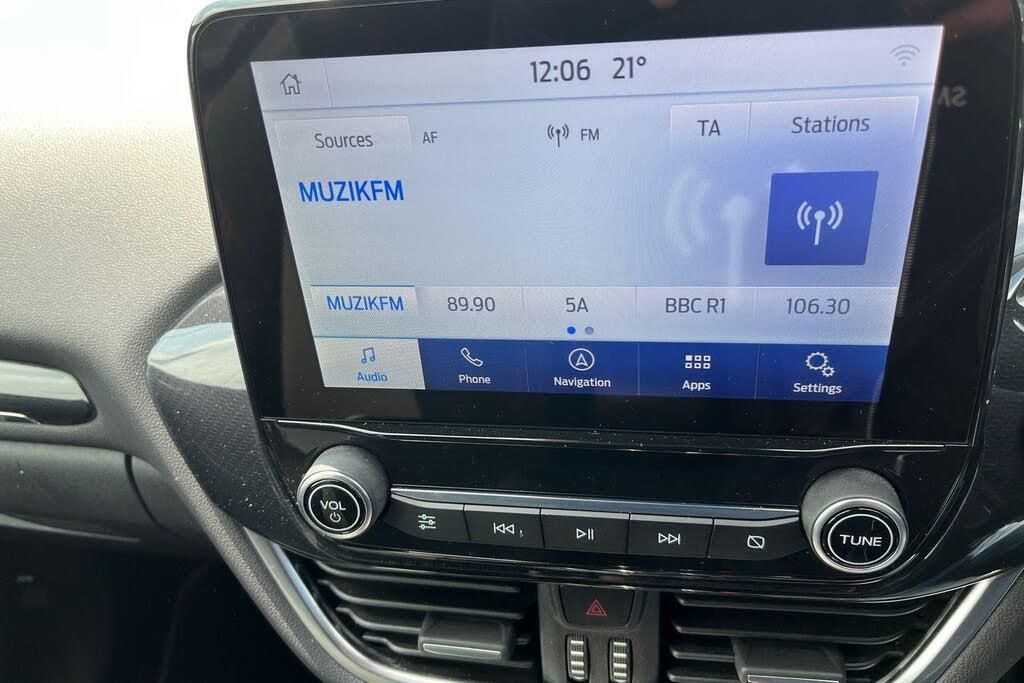 12:06 21°
Sources AF FM TA Stations
MUZIKFM
MUZIKFM 89.90 5A BBC R1 106.30
Audio Phone Navigation Apps Settings
VOL
TUNE